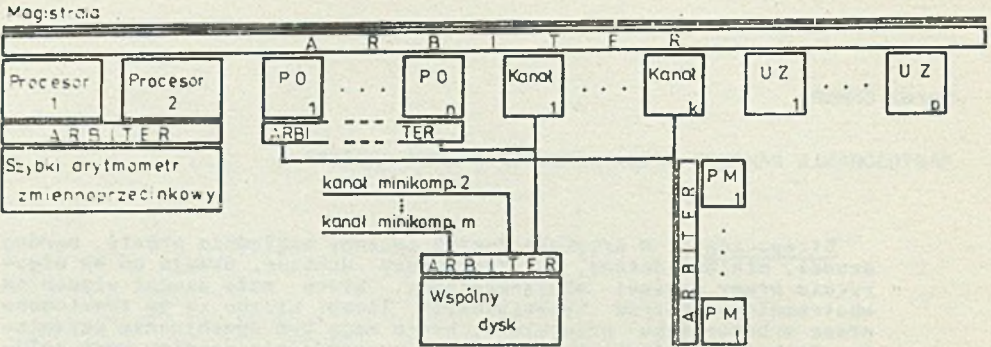 Magistrala
A R B I T E R
Procesor 1
Procesor 2
P O 1
. . .
P O n
Kanał 1
. . .
Kanał k
U Z 1
. . .
U Z p
A R B I T E R
ARBI TER
Szybki arytmometr
zmiennoprzecinkowy
kanał minikomp. 2
kanał minikomp. m
A R B I T E R
Wspólny
dysk
A R B I T E R
P M 1
P M l